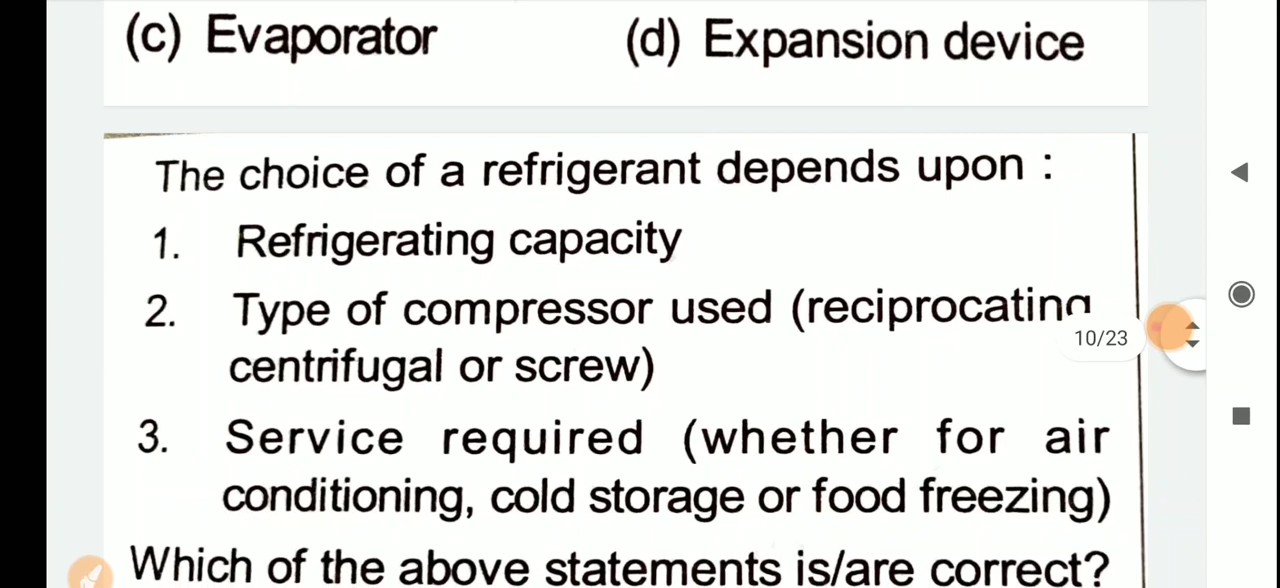 (c) Evaporator (d) Expansion device
The choice of a refrigerant depends upon :
1. Refrigerating capacity
2. Type of compressor used (reciprocating
10/23
centrifugal or screw)
3. Service required (whether for air
conditioning, cold storage or food freezing)
Which of the above statements is/are correct?